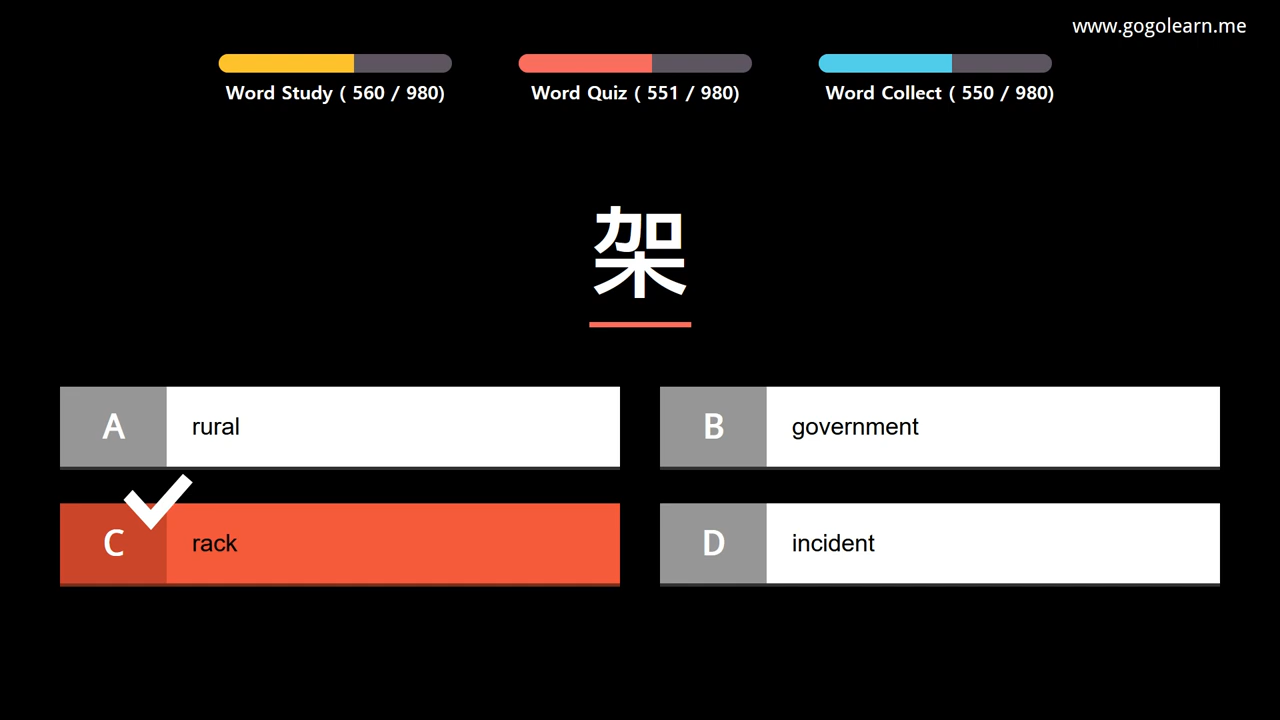 www.gogolearn.me
Word Study ( 560 / 980)
Word Quiz ( 551 / 980)
Word Collect ( 550 / 980)
架
A rural
B government
C rack
D incident